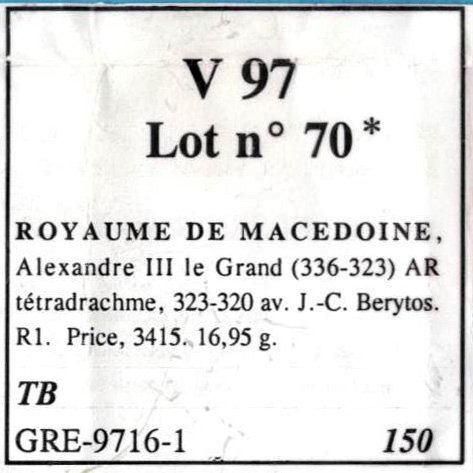 V 97
Lot n° 70*
ROYAUME DE MACEDOINE,
Alexandre III le Grand (336-323) AR
tétradrachme, 323-320 av. J.-C. Berytos.
R1. Price, 3415. 16,95 g.
TB
GRE-9716-1 150